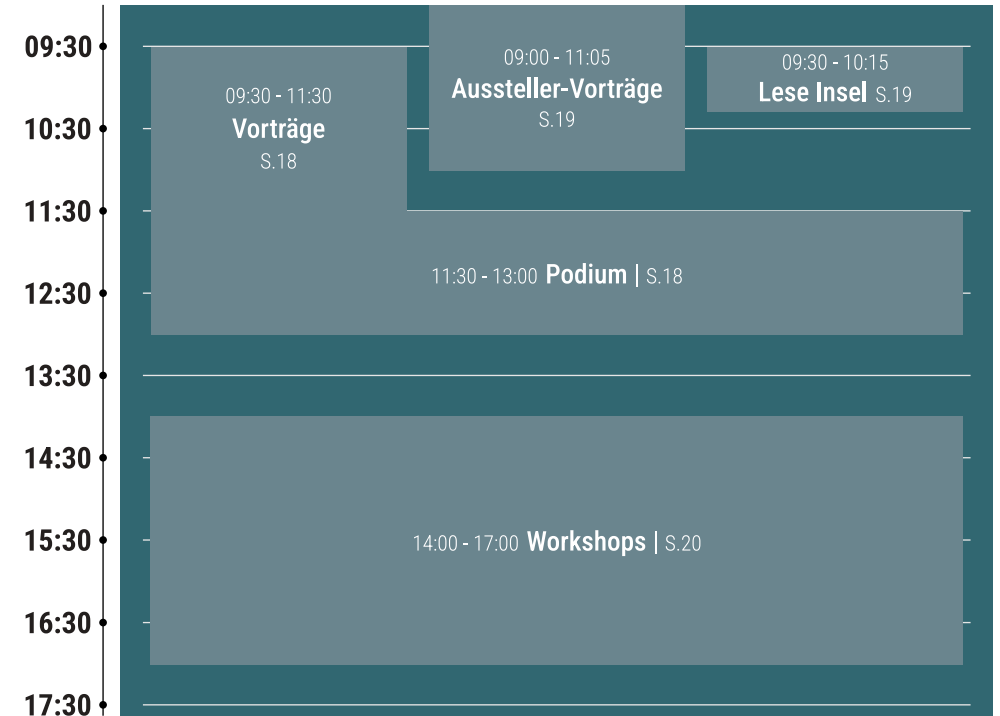 09:30
10:30
11:30
12:30
13:30
14:30
15:30
16:30
17:30
09:30 - 11:30
Vorträge
S.18
09:00 - 11:05
Aussteller-Vorträge
S.19
09:30 - 10:15
Lese Insel S.19
11:30 - 13:00 Podium | S.18
14:00 - 17:00 Workshops | S.20